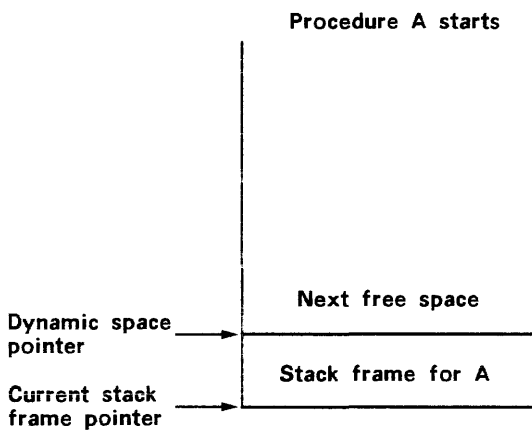 Procedure A starts
Next free space
Dynamic space
pointer
Stack frame for A
Current stack
frame pointer